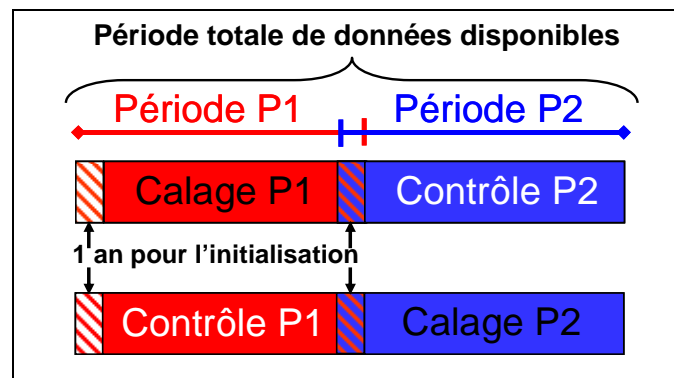 Période totale de données disponibles
Période P1 Période P2
Calage P1 Contrôle P2
1 an pour l'initialisation
Contrôle P1 Calage P2